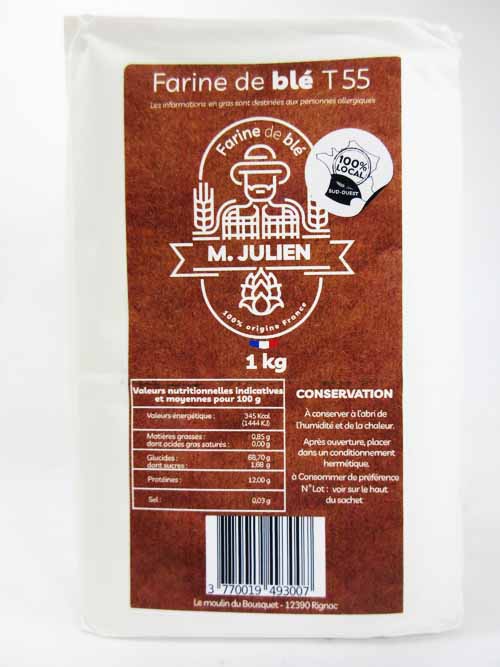 Farine de blé T55
Les informations en gras sont destinées aux personnes allergiques
Farine de blé
100%
LOCAL
SUD-OUEST
M. JULIEN
100% origine France
1 kg
Valeurs nutritionnelles indicatives
et moyennes pour 100 g
Valeurs énergétique : 345 Kcal
(1444 KJ)
Matières grasses : 0,85 g
dont acides gras saturés : 0,00 g
Glucides : 68,70 g
dont sucres : 1,68 g
Protéines : 12,00 g
Sel : 0,03 g
CONSERVATION
À conserver à l'abri de
l'humidité et de la chaleur.
Après ouverture, placer
dans un conditionnement
hermétique.
à Consommer de préférence
N°Lot : voir sur le haut
du sachet
3 770019 493007
Le moulin du Bousquet - 12390 Rignac